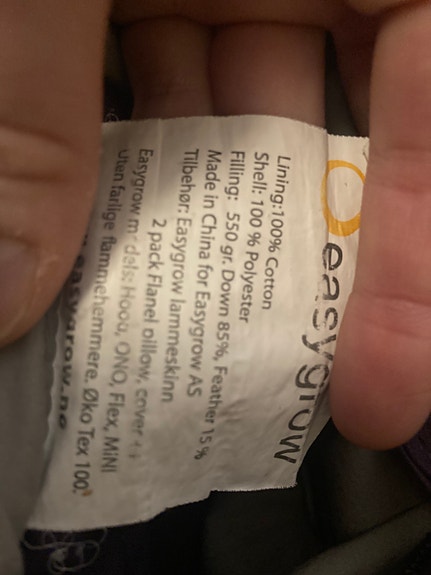 easygrow
Lining:100% Cotton
Shell: 100 % Polyester
Filling: 550 gr. Down 85%, Feather 15 %
Made in China for Easygrow AS
Tilbehør: Easygrow lammeskinn
2 pack Flanel pillow, cover
Easygrow Hood, ONO, Flex, MiNI
Uten farlige flammehemmere. Øko Tex 100.
easygrow.no